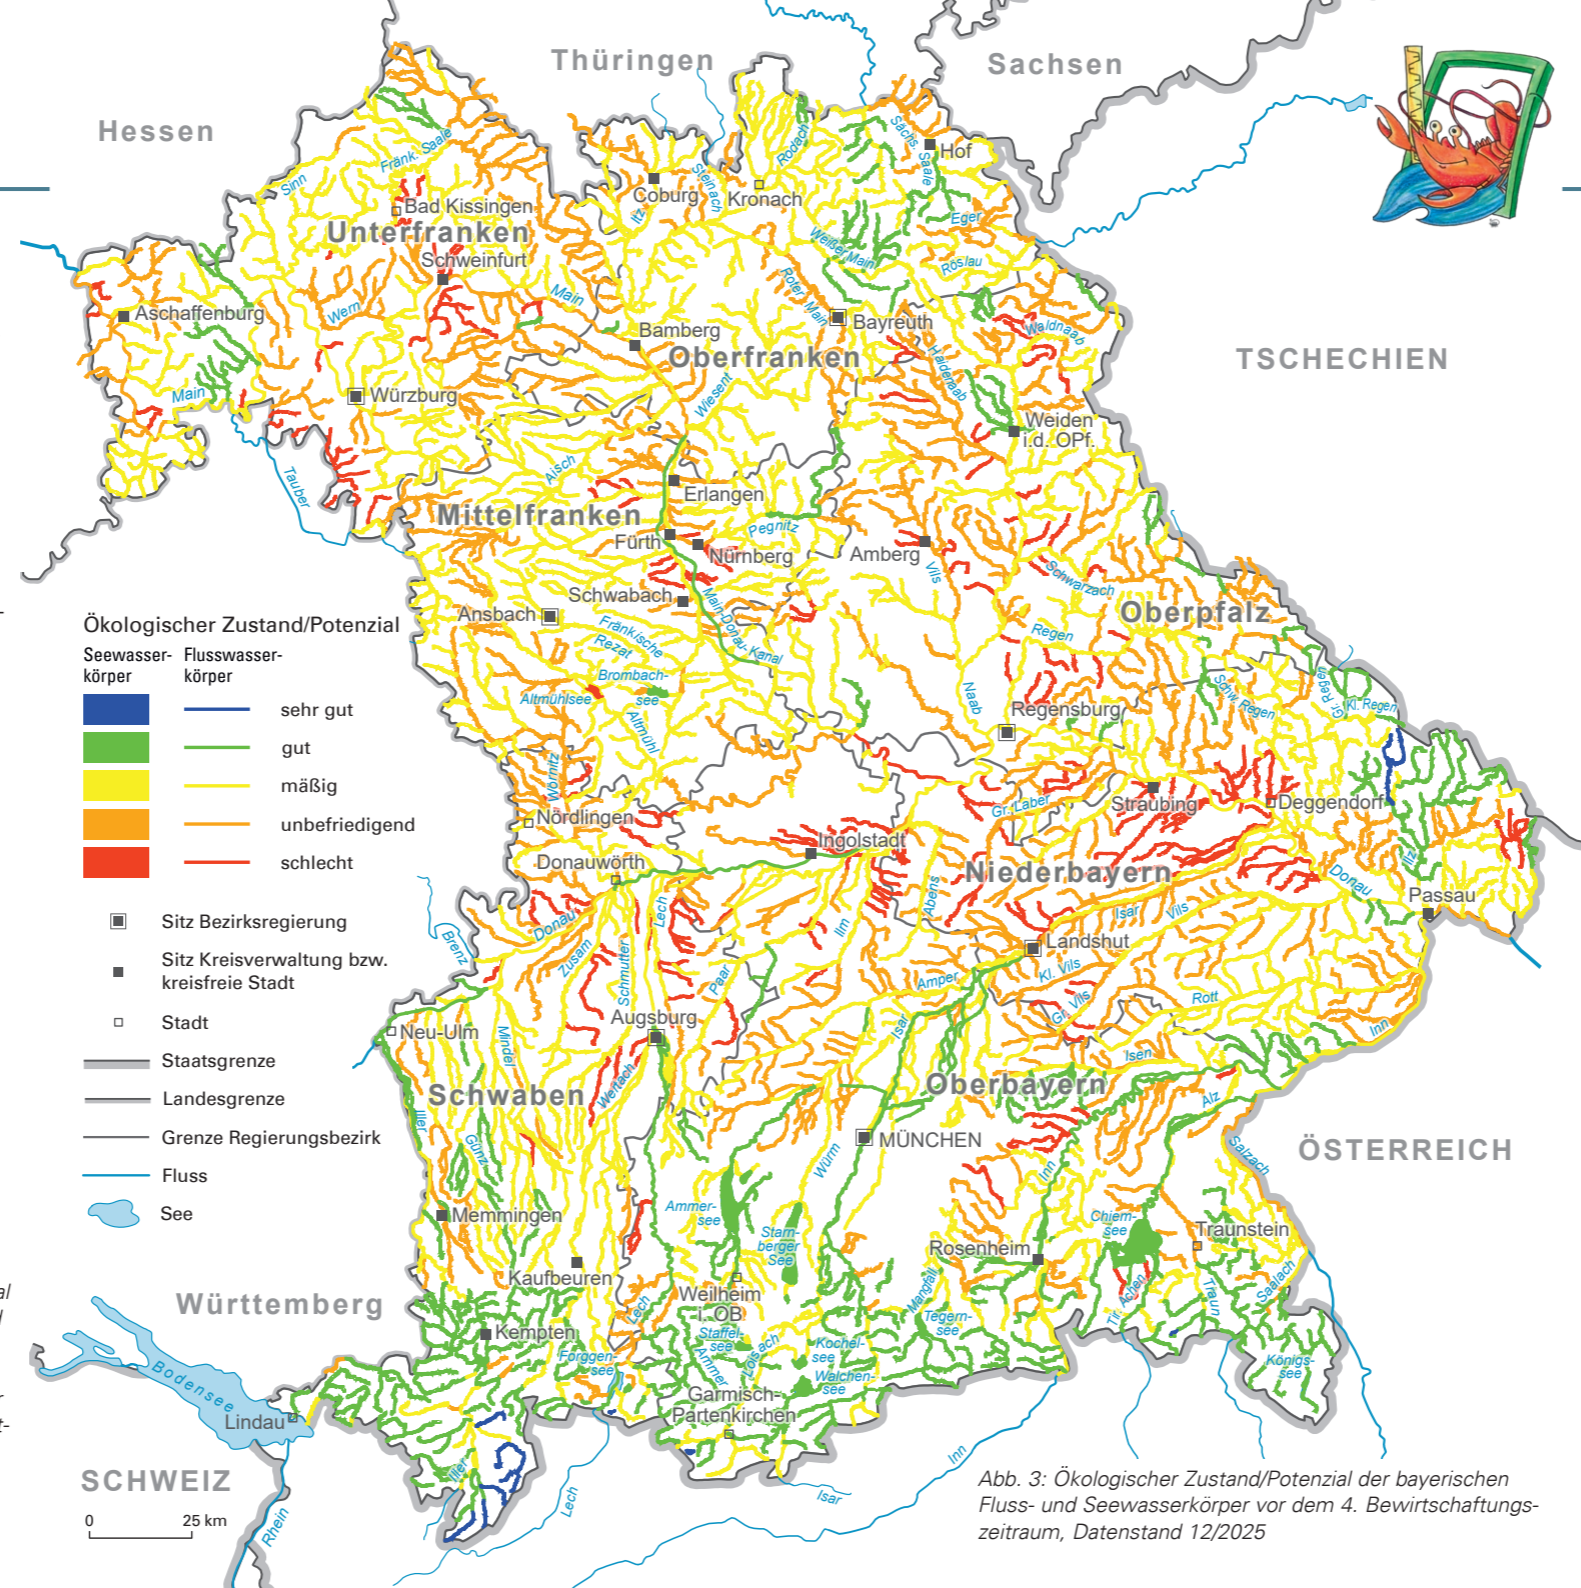 Thüringen
Sachsen
Hessen
Hof
Sächs. Saale
Rodach
Fränk. Saale
Sinn
Coburg
Steinach
Kronach
Itz
Bad Kissingen
Unterfranken
Eger
Schweinfurt
Weißer Main
Röslau
Roter Main
Main
Wern
Aschaffenburg
Bayreuth
Waldnaab
Bamberg
Oberfranken
TSCHECHIEN
Haidenaab
Main
Würzburg
Wiesent
Weiden
i.d. OPf.
Tauber
Aisch
Erlangen
Mittelfranken
Pegnitz
Fürth
Nürnberg
Amberg
Vils
Schwarzach
Schwabach
Main-Donau-Kanal
Ansbach
Oberpfalz
Fränkische
Rezat
Regen
Brombach-
see
Altmühlsee
Altmühl
Naab
Schw. Regen
Gr. Regen
Kl. Regen
Regensburg
Wörnitz
Gr. Laber
Straubing
Deggendorf
Nördlingen
Ingolstadt
Donauwörth
Niederbayern
Ilz
Donau
Passau
Abens
Isar
Vils
Lech
Donau
Ilm
Brenz
Zusam
Schmutter
Landshut
Paar
Amper
Kl. Vils
Gr. Vils
Rott
Inn
Augsburg
Neu-Ulm
Mindel
Isar
Isen
Schwaben
Wertach
Oberbayern
Alz
Iller
Günz
MÜNCHEN
Würm
Inn
Salzach
ÖSTERREICH
Memmingen
Ammer-
see
Starn-
berger
See
Chiem-
see
Traunstein
Rosenheim
Kaufbeuren
Weilheim
i. OB
Mangfall
Tir. Achen
Traun
Saalach
Württemberg
Lech
Kempten
Staffel-
see
Tegern-
see
Forggen-
see
Ammer
Loisach
Kochel-
see
Walchen-
see
Königs-
see
Bodensee
Lindau
Garmisch-
Partenkirchen
SCHWEIZ
Iller
Lech
Isar
Inn
Rhein
Ökologischer Zustand/Potenzial
Seewasser-
körper
Flusswasser-
körper
sehr gut
gut
mäßig
unbefriedigend
schlecht
Sitz Bezirksregierung
Sitz Kreisverwaltung bzw.
kreisfreie Stadt
Stadt
Staatsgrenze
Landesgrenze
Grenze Regierungsbezirk
Fluss
See
0 25 km
Abb. 3: Ökologischer Zustand/Potenzial der bayerischen
Fluss- und Seewasserkörper vor dem 4. Bewirtschaftungs-
zeitraum, Datenstand 12/2025